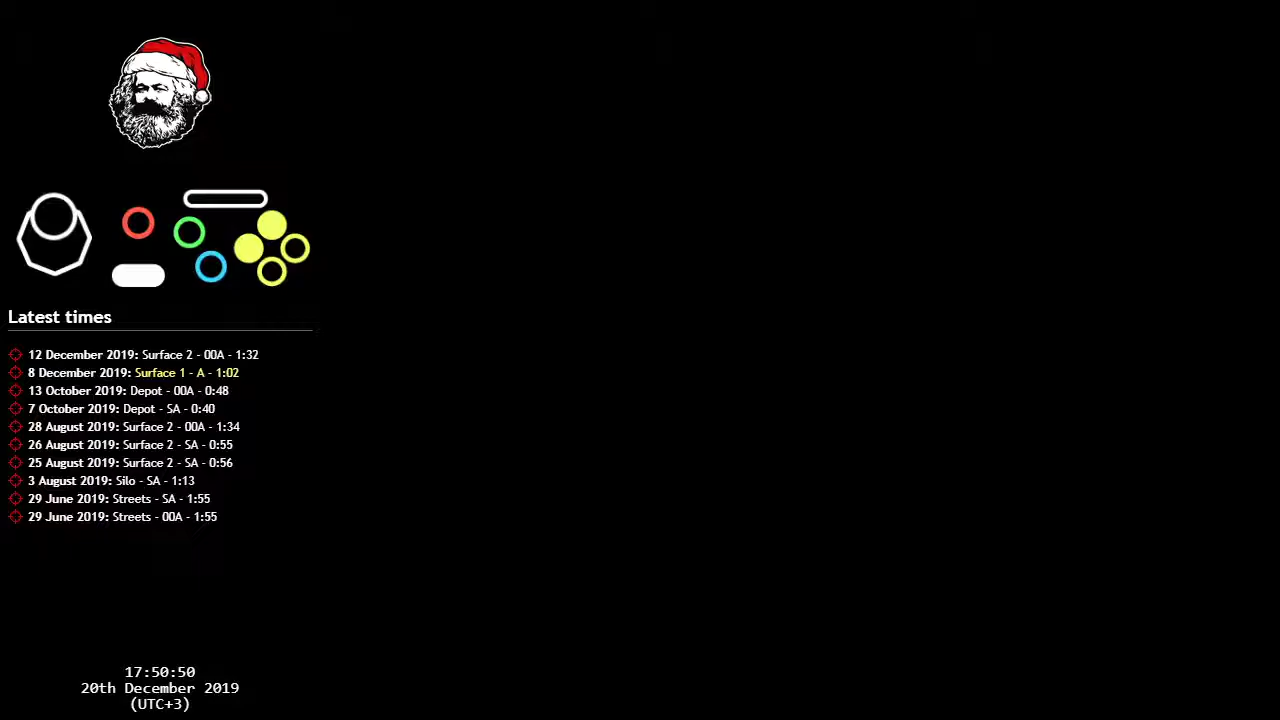 Latest times
12 December 2019: Surface 2 - 00A - 1:32
8 December 2019: Surface 1 - A - 1:02
13 October 2019: Depot - 00A - 0:48
7 October 2019: Depot - SA - 0:40
28 August 2019: Surface 2 - 00A - 1:34
26 August 2019: Surface 2 - SA - 0:55
25 August 2019: Surface 2 - SA - 0:56
3 August 2019: Silo - SA - 1:13
29 June 2019: Streets - SA - 1:55
29 June 2019: Streets - 00A - 1:55
17:50:50
20th December 2019
(UTC+3)